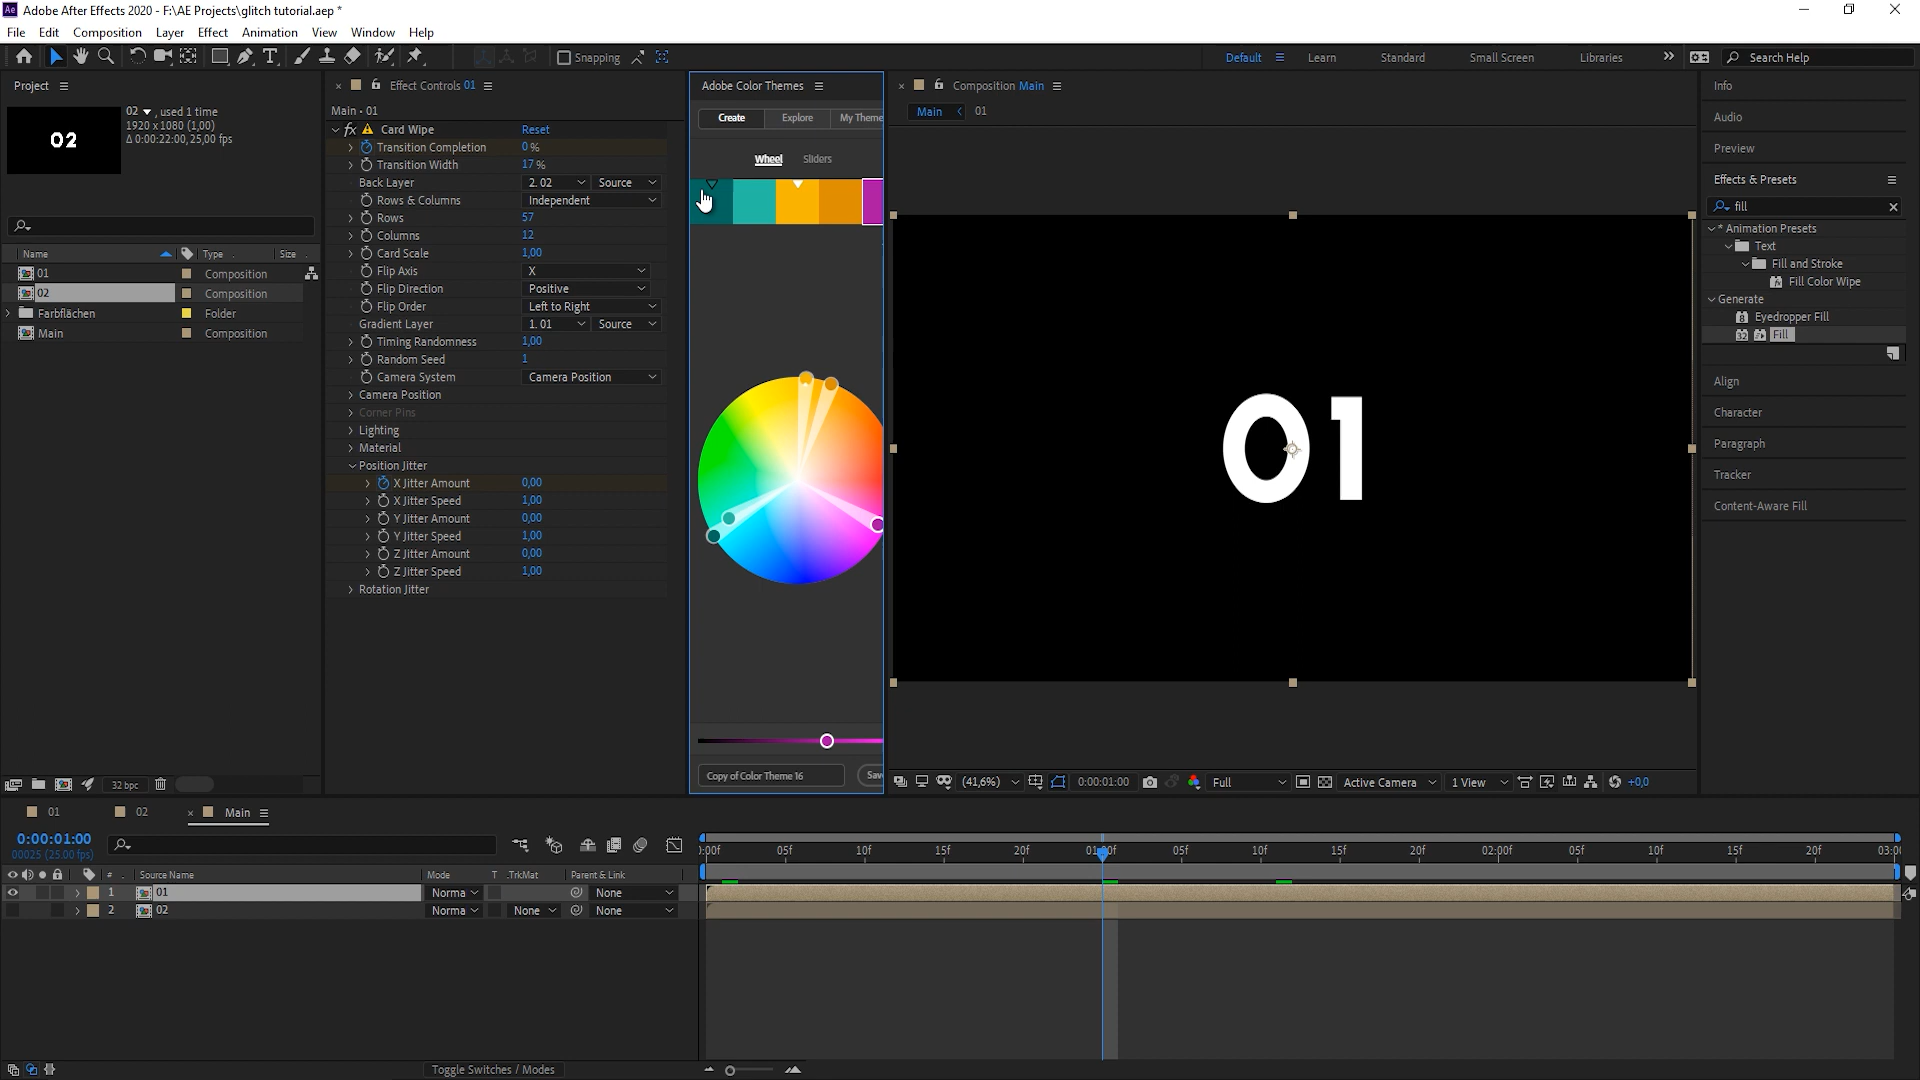 Ae Adobe After Effects 2020 - F:\AE Projects\glitch tutorial.aep *
File Edit Composition Layer Effect Animation View Window Help
Snapping
Default Learn Standard Small Screen Libraries Search Help
Project
02 , used 1 time
1920 x 1080 (1,00)
Δ 0:00:22:00, 25,00 fps
02
Name Type Size
01 Composition
02 Composition
Farbflächen Folder
Main Composition
32 bpc
Effect Controls 01
Main · 01
fx Card Wipe Reset
Transition Completion 0 %
Transition Width 17 %
Back Layer 2. 02 Source
Rows & Columns Independent
Rows 57
Columns 12
Card Scale 1,00
Flip Axis X
Flip Direction Positive
Flip Order Left to Right
Gradient Layer 1. 01 Source
Timing Randomness 1,00
Random Seed 1
Camera System Camera Position
Camera Position
Corner Pins
Lighting
Material
Position Jitter
X Jitter Amount 0,00
X Jitter Speed 1,00
Y Jitter Amount 0,00
Y Jitter Speed 1,00
Z Jitter Amount 0,00
Z Jitter Speed 1,00
Rotation Jitter
Adobe Color Themes
Create Explore My Theme
Wheel Sliders
Copy of Color Theme 16 Sav
Composition Main
Main 01
01
(41,6%) 0:00:01:00 Full Active Camera 1 View +0,0
Info
Audio
Preview
Effects & Presets
fill
* Animation Presets
Text
Fill and Stroke
Fill Color Wipe
Generate
8 Eyedropper Fill
32 Fill
Align
Character
Paragraph
Tracker
Content-Aware Fill
01 02 Main
0:00:01:00
00025 (25.00 fps)
# Source Name Mode T .TrkMat Parent & Link
1 01 Norma None
2 02 Norma None None
:00f 05f 10f 15f 20f 05f 10f 15f 20f 02:00f 05f 10f 15f 20f 03:0
Toggle Switches / Modes